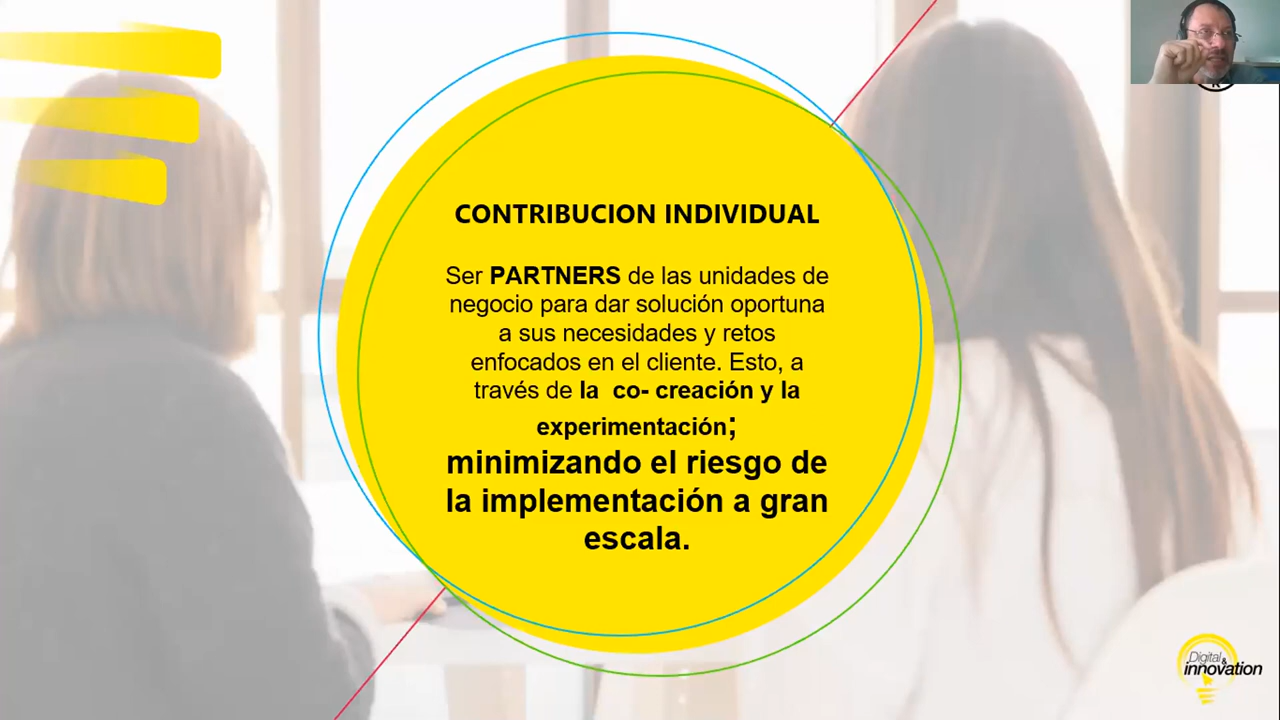 CONTRIBUCION INDIVIDUAL
Ser PARTNERS de las unidades de
negocio para dar solución oportuna
a sus necesidades y retos
enfocados en el cliente. Esto, a
través de la  co- creación y la
experimentación;
minimizando el riesgo de
la implementación a gran
escala.
Digital
&
innovation